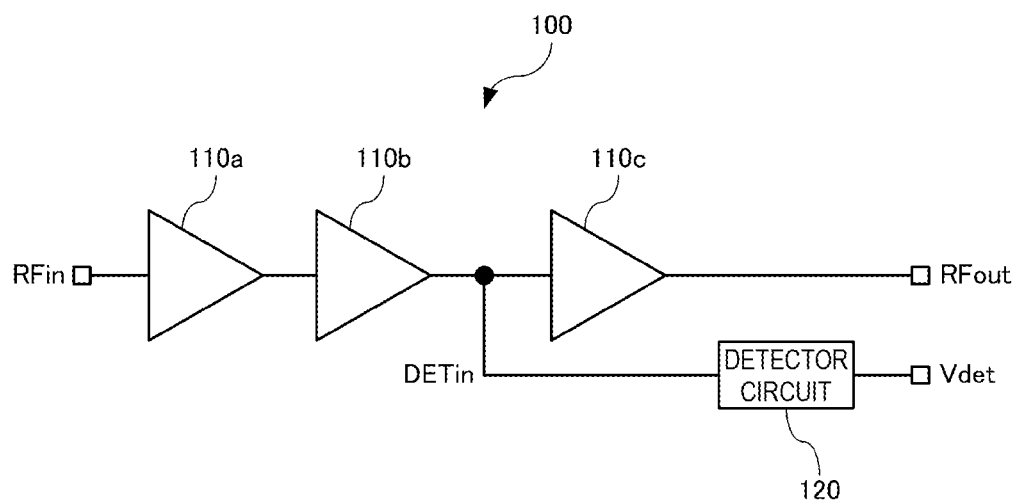 100
110a
110b
110c
RFin
RFout
DETin
DETECTOR
CIRCUIT
Vdet
120